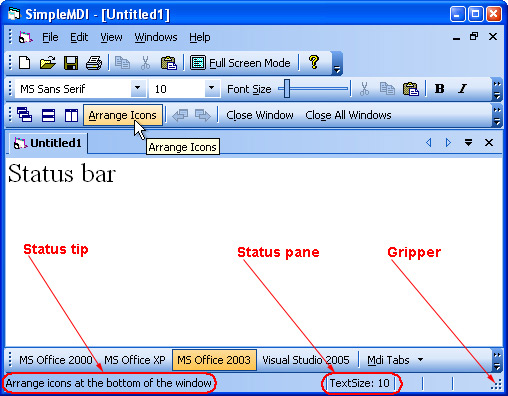 SimpleMDI - [Untitled1]
File Edit View Windows Help
Full Screen Mode ?
MS Sans Serif 10 Font Size B I
Arrange Icons Close Window Close All Windows
Untitled1
Arrange Icons
Status bar
Status tip Status pane Gripper
MS Office 2000 MS Office XP MS Office 2003 Visual Studio 2005 Mdi Tabs
Arrange icons at the bottom of the window TextSize: 10